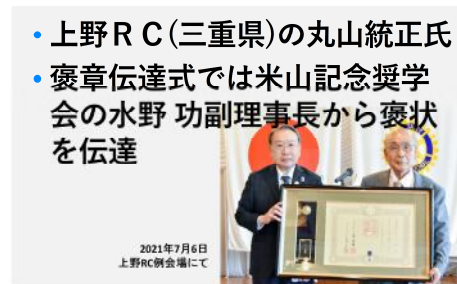 • 上野ＲＣ(三重県)の丸山統正氏
• 褒章伝達式では米山記念奨学
会の水野 功副理事長から褒状
を伝達
2021年7月6日
上野RC例会場にて